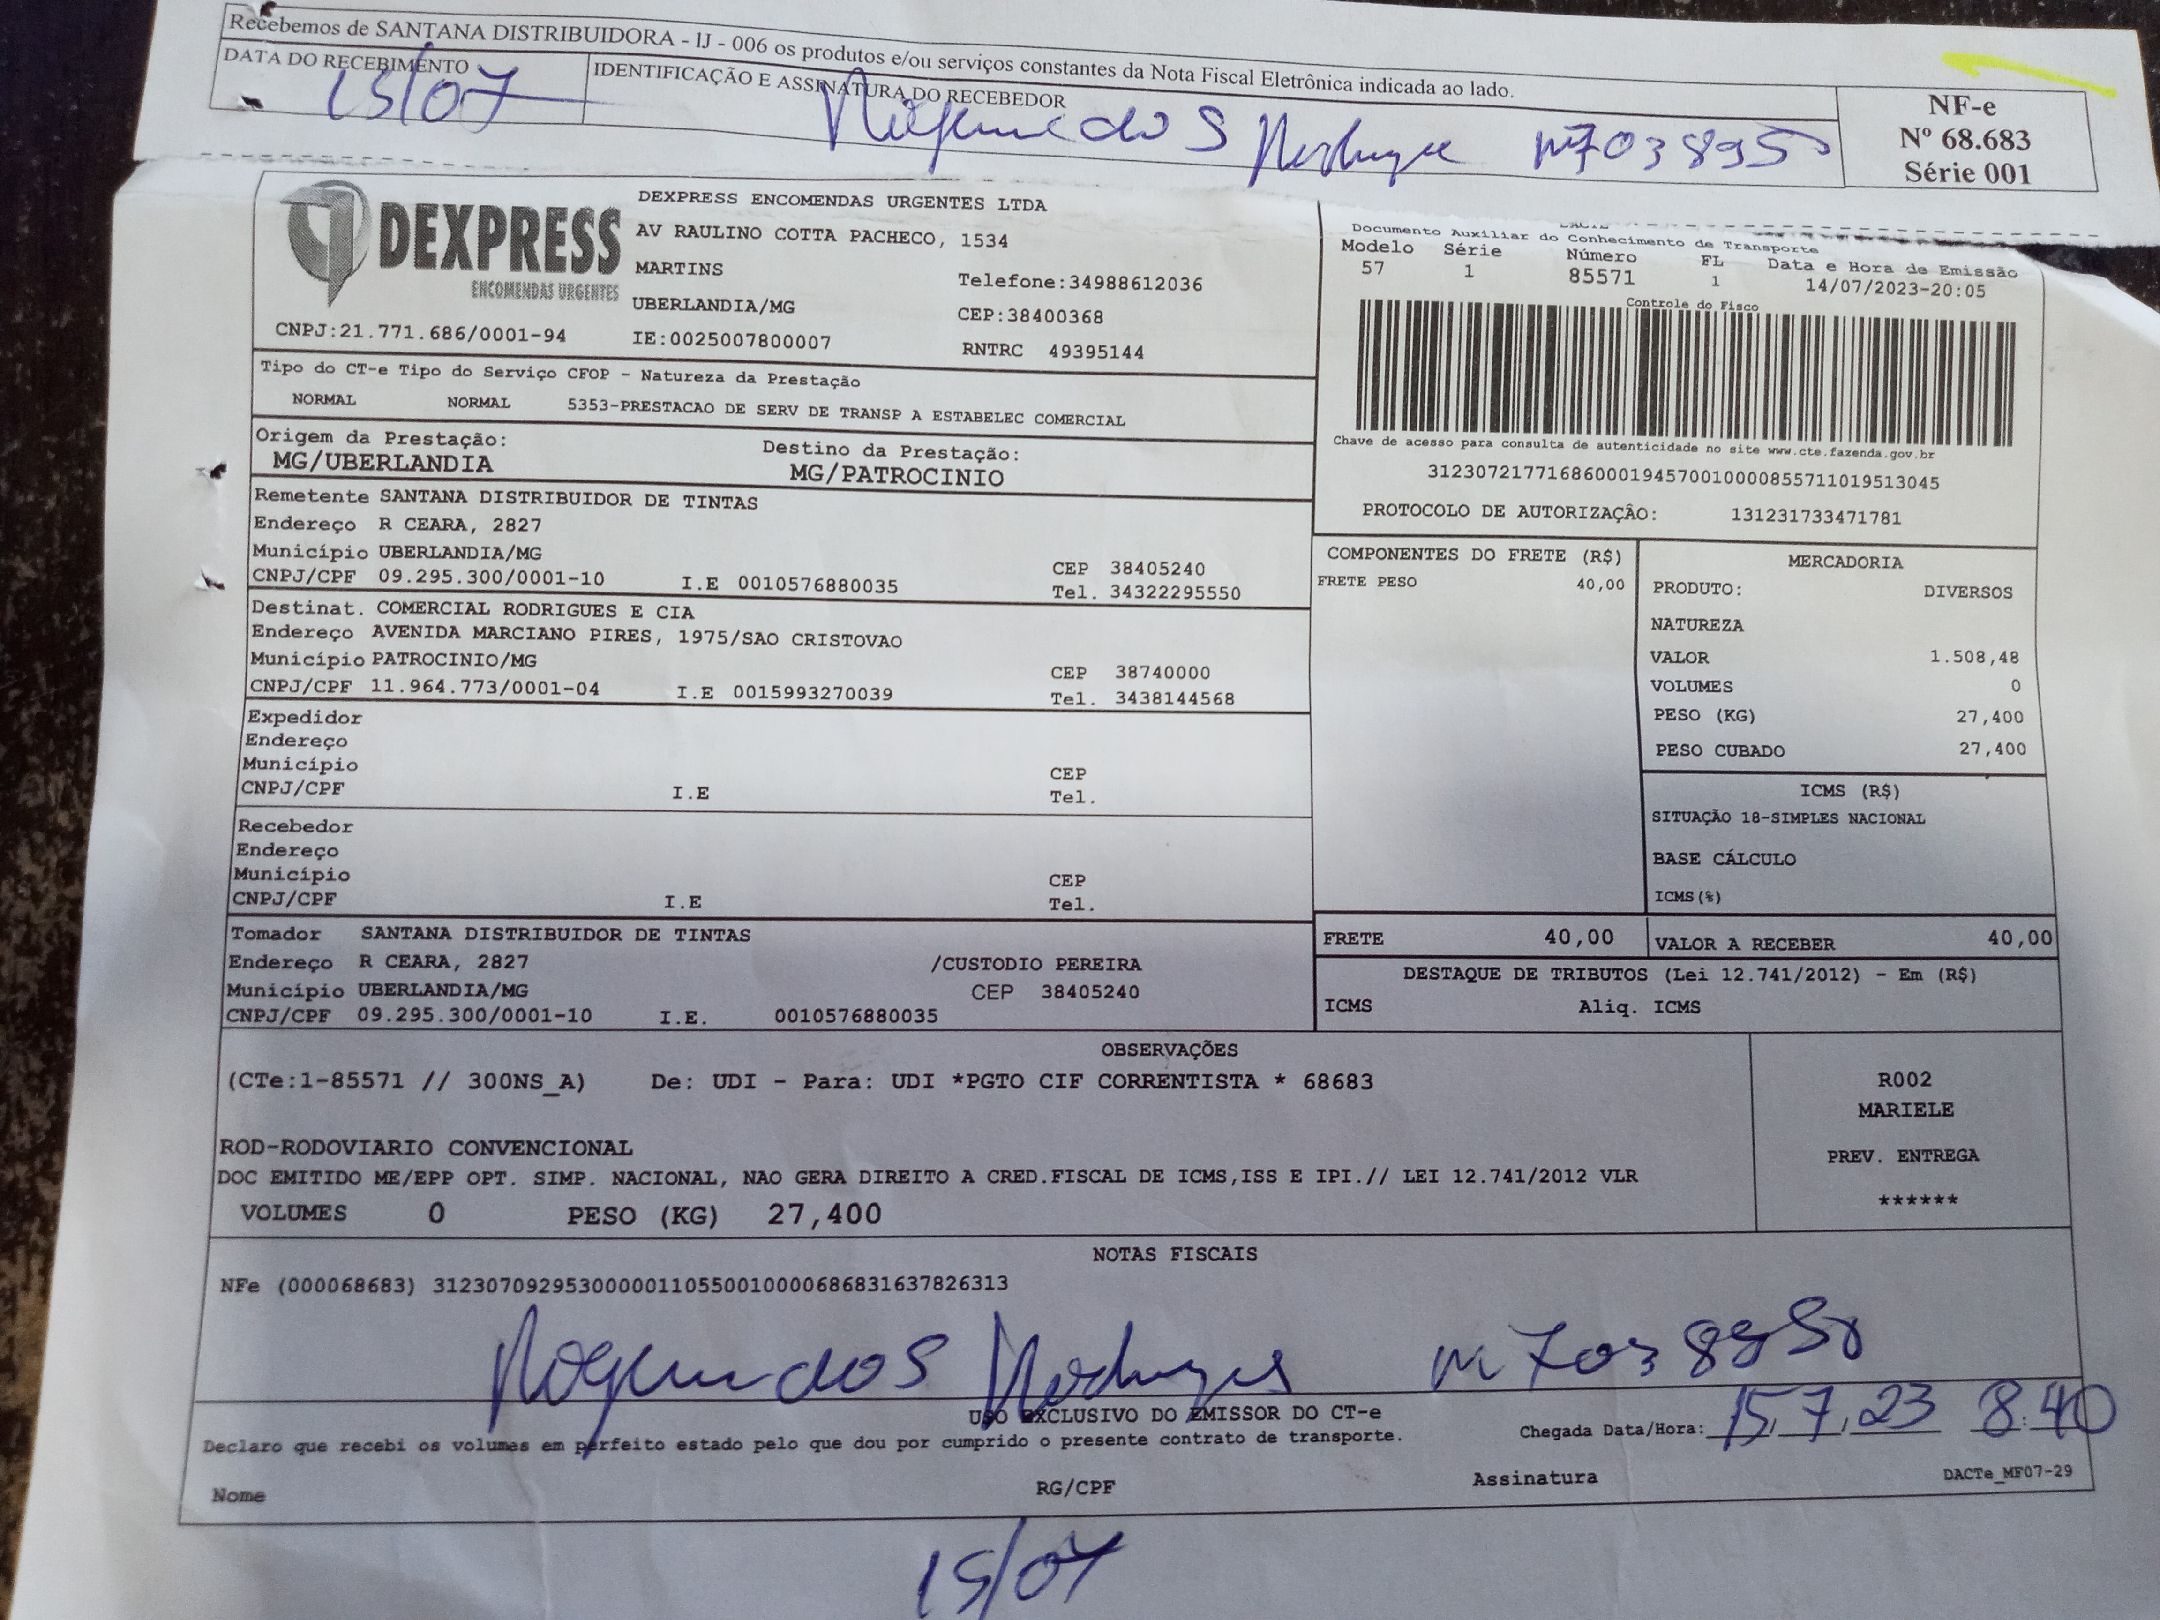 Recebemos de SANTANA DISTRIBUIDORA - IJ - 006 os produtos e/ou serviços constantes da Nota Fiscal Eletrônica indicada ao lado.
DATA DO RECEBIMENTO IDENTIFICAÇÃO E ASSINATURA DO RECEBEDOR
15/07
NF-e
Nº 68.683
Série 001
DEXPRESS
ENCOMENDAS URGENTES
CNPJ:21.771.686/0001-94
DEXPRESS ENCOMENDAS URGENTES LTDA
AV RAULINO COTTA PACHECO, 1534
MARTINS Telefone:34988612036
UBERLANDIA/MG CEP:38400368
IE:0025007800007 RNTRC 49395144
Documento Auxiliar do Conhecimento de Transporte
Modelo Série Número FL Data e Hora de Emissão
57 1 85571 1 14/07/2023-20:05
Controle do Fisco
Chave de acesso para consulta de autenticidade no site www.cte.fazenda.gov.br
31230721771686000194570010000855711019513045
PROTOCOLO DE AUTORIZAÇÃO: 131231733471781
Tipo do CT-e Tipo do Serviço CFOP - Natureza da Prestação
NORMAL NORMAL 5353-PRESTACAO DE SERV DE TRANSP A ESTABELEC COMERCIAL
Origem da Prestação: Destino da Prestação:
MG/UBERLANDIA MG/PATROCINIO
Remetente SANTANA DISTRIBUIDOR DE TINTAS
Endereço R CEARA, 2827
Município UBERLANDIA/MG CEP 38405240
CNPJ/CPF 09.295.300/0001-10 I.E 0010576880035 Tel. 34322295550
Destinat. COMERCIAL RODRIGUES E CIA
Endereço AVENIDA MARCIANO PIRES, 1975/SAO CRISTOVAO
Município PATROCINIO/MG CEP 38740000
CNPJ/CPF 11.964.773/0001-04 I.E 0015993270039 Tel. 3438144568
Expedidor
Endereço
Município CEP
CNPJ/CPF I.E Tel.
Recebedor
Endereço
Município CEP
CNPJ/CPF I.E Tel.
Tomador SANTANA DISTRIBUIDOR DE TINTAS
Endereço R CEARA, 2827 /CUSTODIO PEREIRA
Município UBERLANDIA/MG CEP 38405240
CNPJ/CPF 09.295.300/0001-10 I.E. 0010576880035
COMPONENTES DO FRETE (R$)
FRETE PESO 40,00
MERCADORIA
PRODUTO: DIVERSOS
NATUREZA
VALOR 1.508,48
VOLUMES 0
PESO (KG) 27,400
PESO CUBADO 27,400
ICMS (R$)
SITUAÇÃO 18-SIMPLES NACIONAL
BASE CÁLCULO
ICMS(%)
FRETE 40,00 VALOR A RECEBER 40,00
DESTAQUE DE TRIBUTOS (Lei 12.741/2012) - Em (R$)
ICMS Aliq. ICMS
OBSERVAÇÕES
(CTe:1-85571 // 300NS_A) De: UDI - Para: UDI *PGTO CIF CORRENTISTA * 68683
ROD-RODOVIARIO CONVENCIONAL
DOC EMITIDO ME/EPP OPT. SIMP. NACIONAL, NAO GERA DIREITO A CRED.FISCAL DE ICMS,ISS E IPI.// LEI 12.741/2012 VLR
VOLUMES 0 PESO (KG) 27,400
R002
MARIELE
PREV. ENTREGA
******
NOTAS FISCAIS
NFe (000068683) 31230709295300000110550010000686831637826313
USO EXCLUSIVO DO EMISSOR DO CT-e
Declaro que recebi os volumes em perfeito estado pelo que dou por cumprido o presente contrato de transporte.
Chegada Data/Hora: 15,7,23 8:40
Nome RG/CPF Assinatura DACTe_MF07-29
15/07